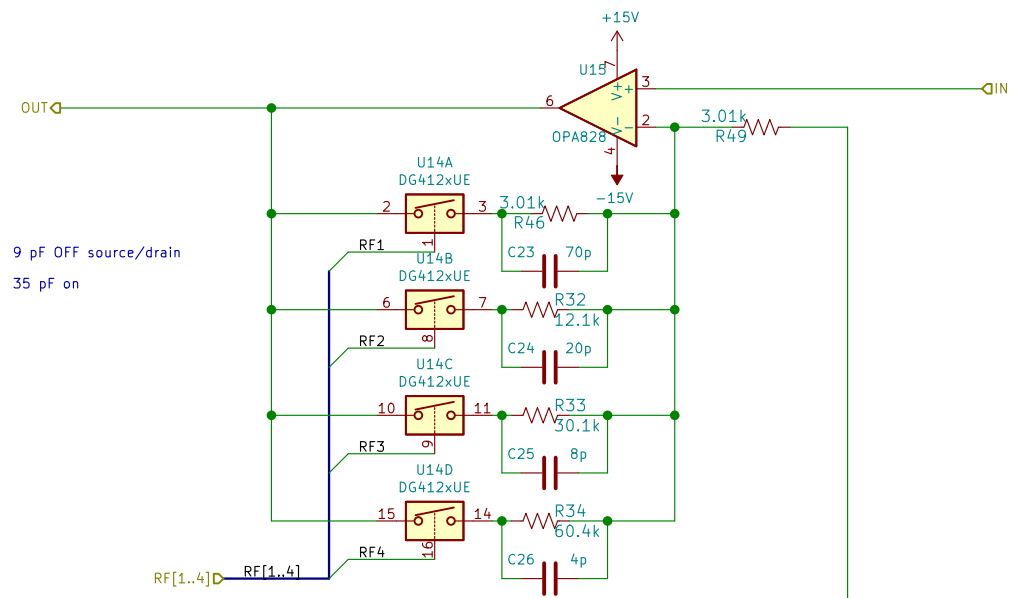 +15V
U15
7
V+
+
3
IN
OUT
6
2
-
V-
OPA828
4
3.01k
R49
-15V
U14A
DG412xUE
2
3
1
3.01k
R46
RF1
C23
70p
9 pF OFF source/drain
35 pF on
U14B
DG412xUE
6
7
8
R32
12.1k
RF2
C24
20p
U14C
DG412xUE
10
11
9
R33
30.1k
RF3
C25
8p
U14D
DG412xUE
15
14
16
R34
60.4k
RF4
C26
4p
RF[1..4]
RF[1..4]